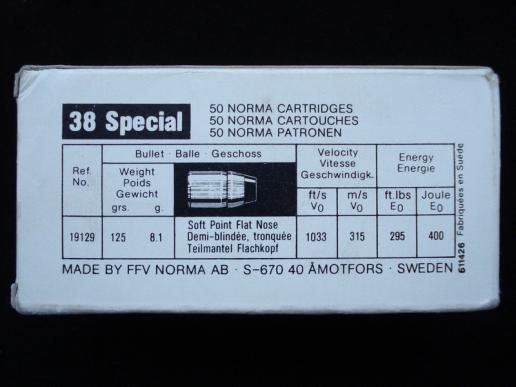 38 Special
50 NORMA CARTRIDGES
50 NORMA CARTOUCHES
50 NORMA PATRONEN
Ref. No.
Bullet · Balle · Geschoss
Weight
Poids
Gewicht
grs. g.
Velocity
Vitesse
Geschwindigk.
ft/s V0
m/s V0
Energy
Energie
ft.lbs E0
Joule E0
19129 125 8.1
Soft Point Flat Nose
Demi-blindée, tronquée
Teilmantel Flachkopf
1033 315 295 400
MADE BY FFV NORMA AB · S-670 40 ÅMOTFORS · SWEDEN
611426 Fabriquées en Suède